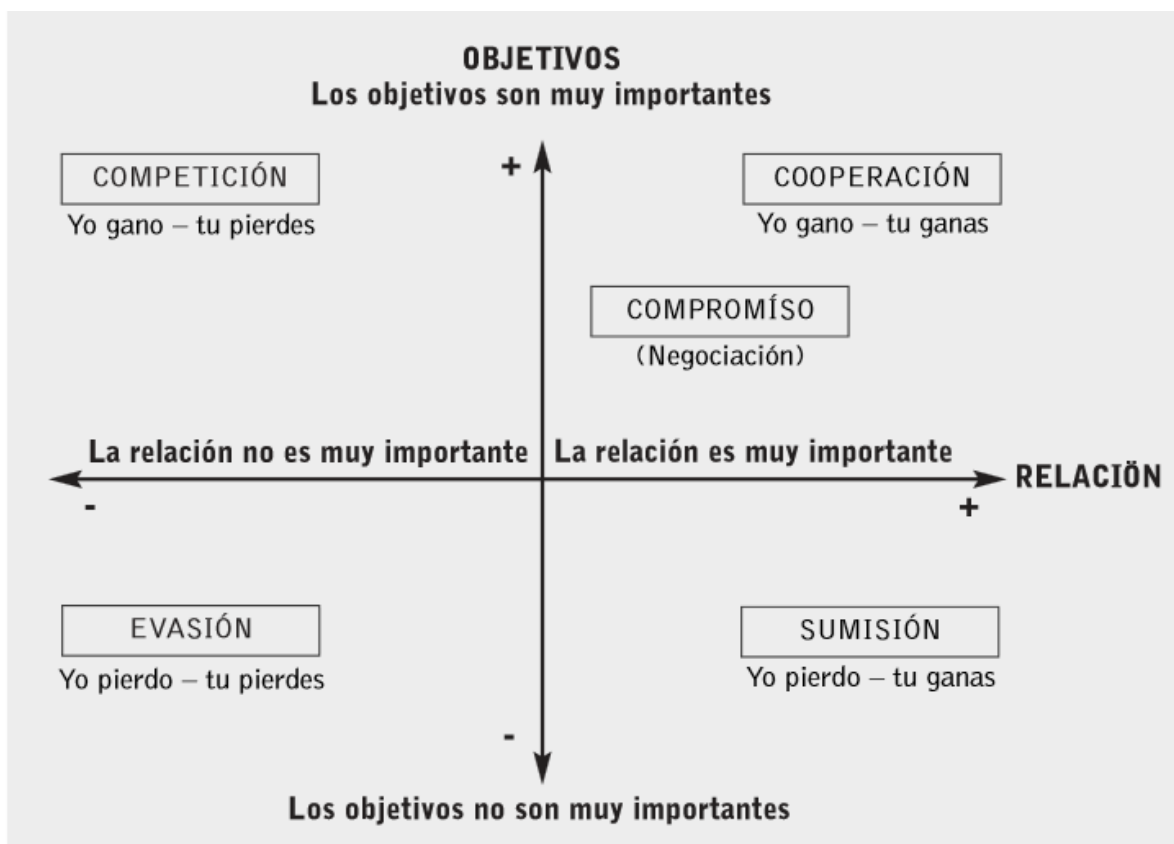 OBJETIVOS
Los objetivos son muy importantes
+
COMPETICIÓN
Yo gano – tu pierdes
COOPERACIÓN
Yo gano – tu ganas
COMPROMÍSO
(Negociación)
La relación no es muy importante
La relación es muy importante
RELACIÖN
-
+
EVASIÓN
Yo pierdo – tu pierdes
SUMISIÓN
Yo pierdo – tu ganas
-
Los objetivos no son muy importantes